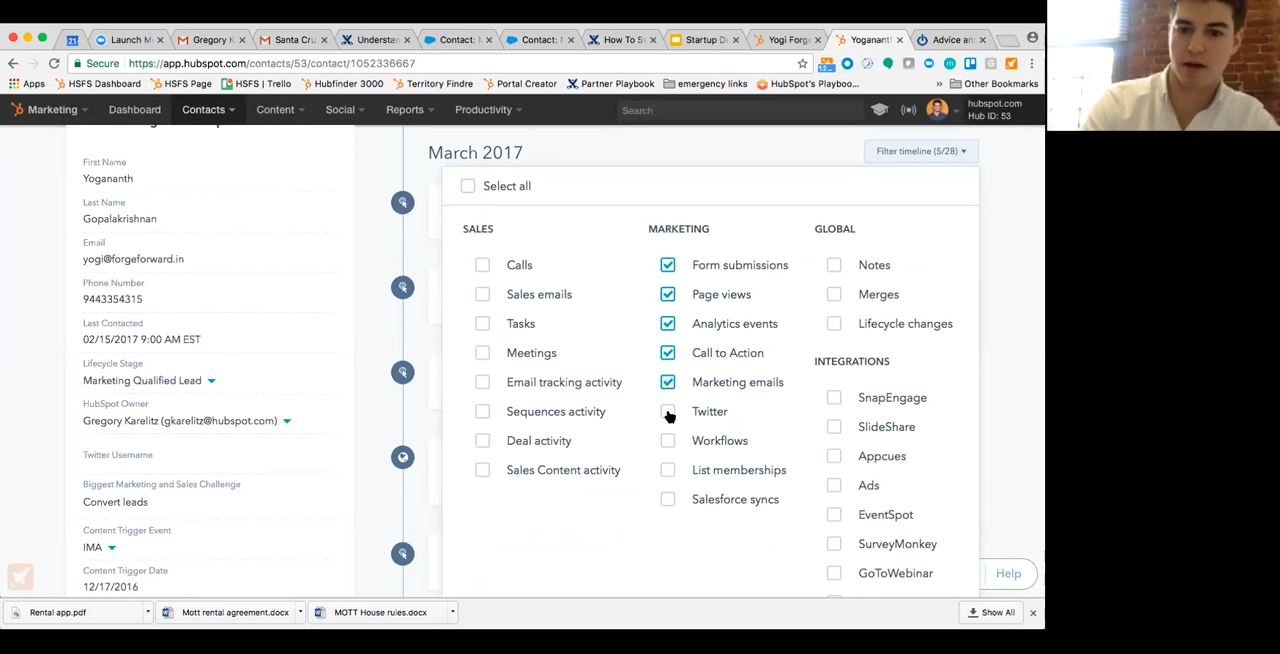 21 Launch M Gregory K Santa Cru Understan Contact: M Contact: N How To Se Startup De Yogi Forge Yogananth Advice an
Secure https://app.hubspot.com/contacts/53/contact/1052336667
Apps HSFS Dashboard HSFS Page HSFS | Trello Hubfinder 3000 Territory Findre Portal Creator Partner Playbook emergency links HubSpot's Playboo... » Other Bookmarks
Marketing Dashboard Contacts Content Social Reports Productivity Search hubspot.com
Hub ID: 53
First Name
Yogananth
Last Name
Gopalakrishnan
Email
yogi@forgeforward.in
Phone Number
9443354315
Last Contacted
02/15/2017 9:00 AM EST
Lifecycle Stage
Marketing Qualified Lead
HubSpot Owner
Gregory Karelitz (gkarelitz@hubspot.com)
Twitter Username
Biggest Marketing and Sales Challenge
Convert leads
Content Trigger Event
IMA
Content Trigger Date
12/17/2016
March 2017
Filter timeline (5/28)
Select all
SALES
Calls
Sales emails
Tasks
Meetings
Email tracking activity
Sequences activity
Deal activity
Sales Content activity
MARKETING
Form submissions
Page views
Analytics events
Call to Action
Marketing emails
Twitter
Workflows
List memberships
Salesforce syncs
GLOBAL
Notes
Merges
Lifecycle changes
INTEGRATIONS
SnapEngage
SlideShare
Appcues
Ads
EventSpot
SurveyMonkey
GoToWebinar
Help
Rental app.pdf Mott rental agreement.docx MOTT House rules.docx Show All